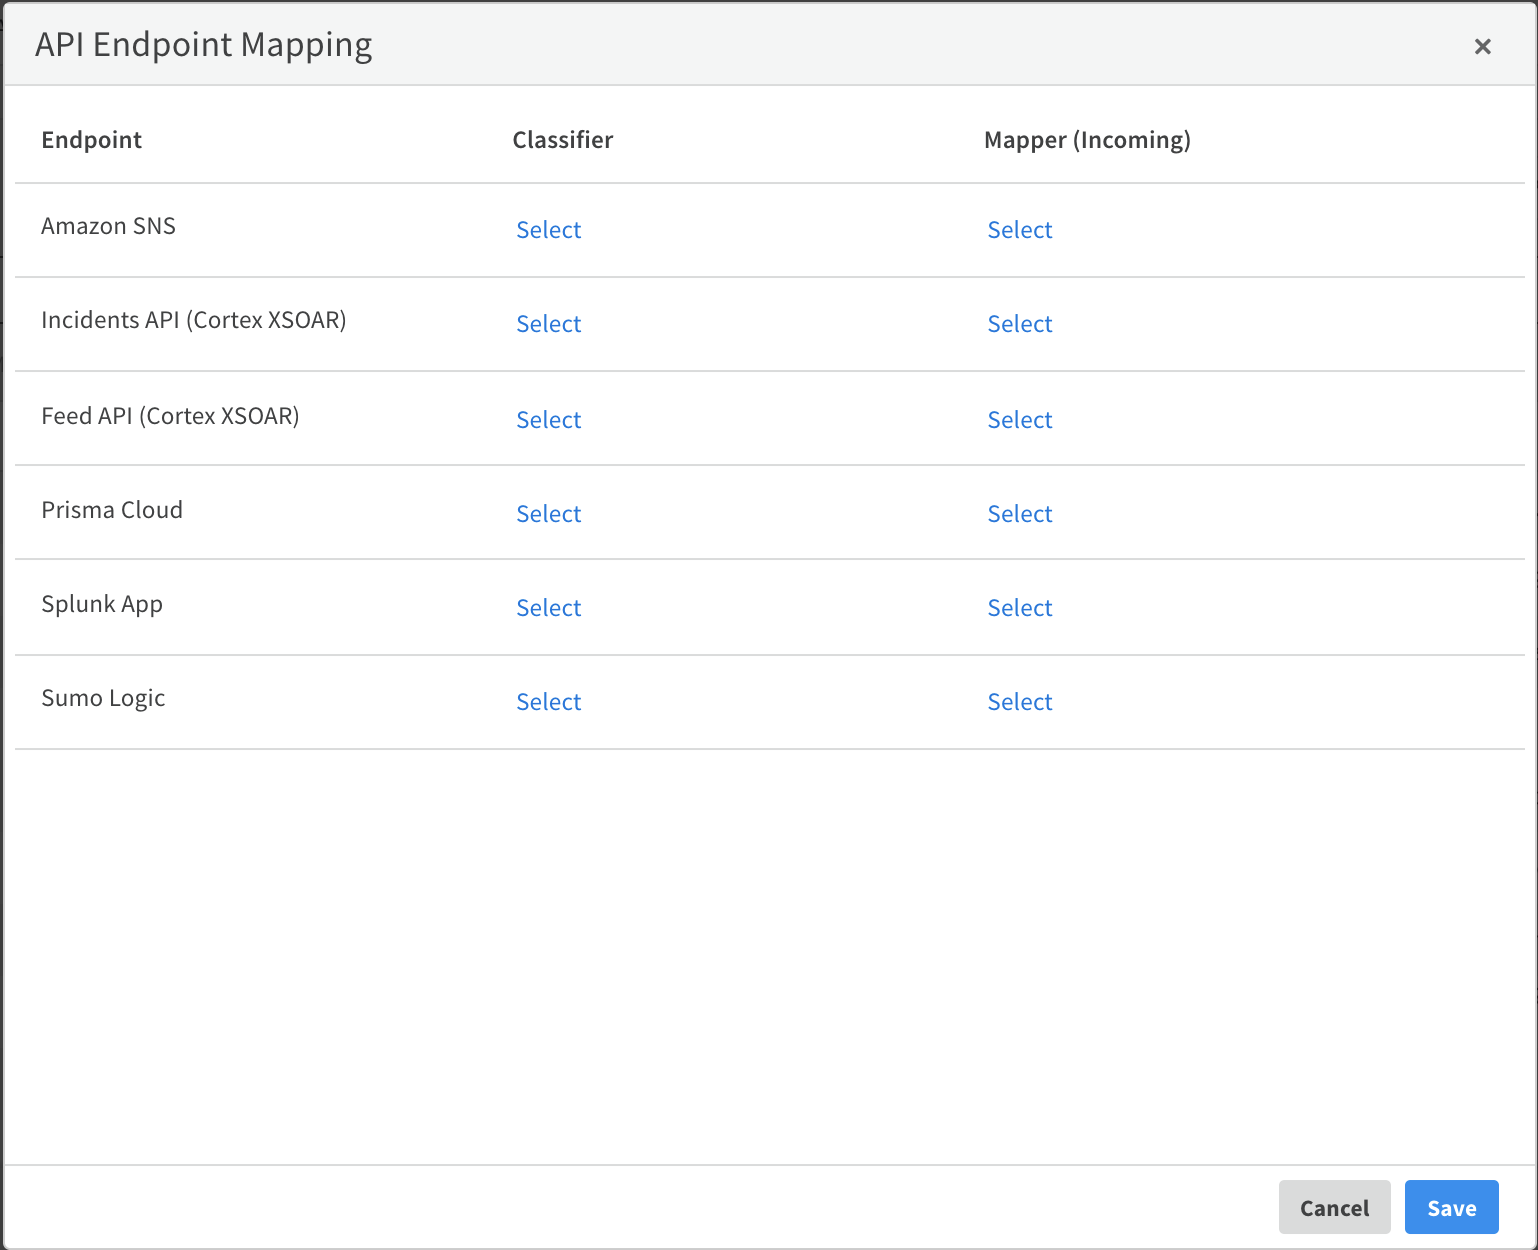 API Endpoint Mapping
Endpoint Classifier Mapper (Incoming)
Amazon SNS Select Select
Incidents API (Cortex XSOAR) Select Select
Feed API (Cortex XSOAR) Select Select
Prisma Cloud Select Select
Splunk App Select Select
Sumo Logic Select Select
Cancel Save